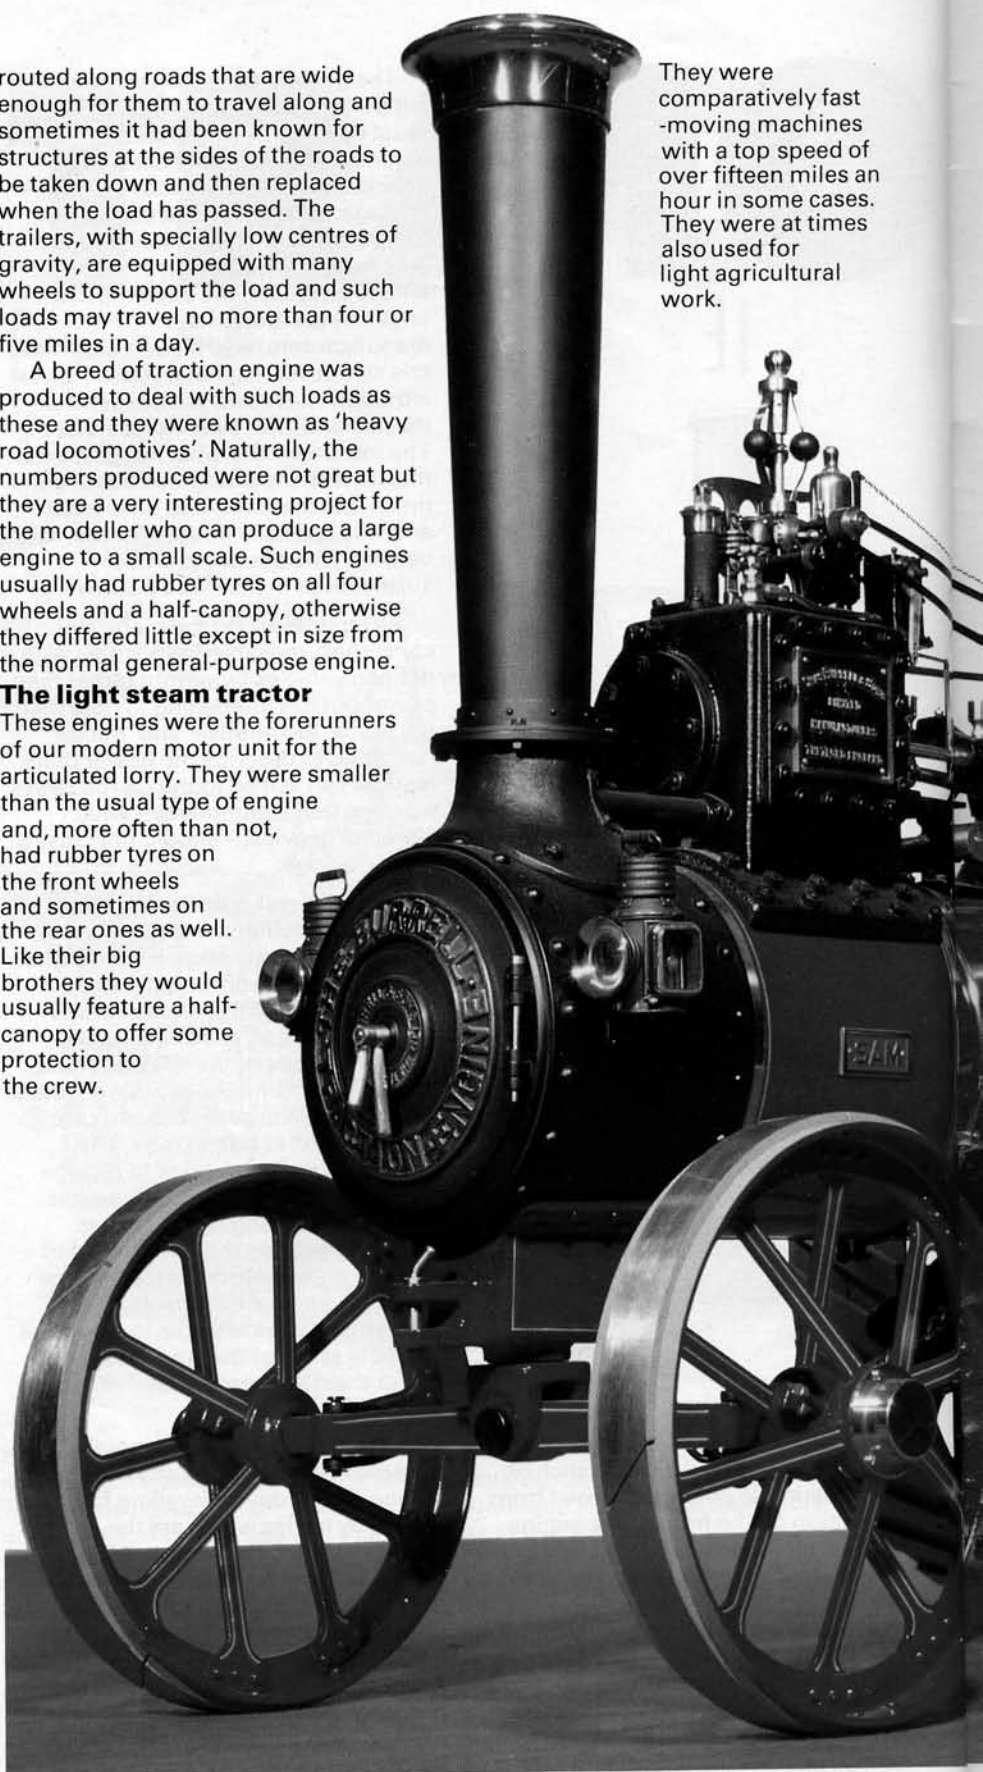 routed along roads that are wide
enough for them to travel along and
sometimes it had been known for
structures at the sides of the roads to
be taken down and then replaced
when the load has passed. The
trailers, with specially low centres of
gravity, are equipped with many
wheels to support the load and such
loads may travel no more than four or
five miles in a day.
A breed of traction engine was
produced to deal with such loads as
these and they were known as ‘heavy
road locomotives’. Naturally, the
numbers produced were not great but
they are a very interesting project for
the modeller who can produce a large
engine to a small scale. Such engines
usually had rubber tyres on all four
wheels and a half-canopy, otherwise
they differed little except in size from
the normal general-purpose engine.
The light steam tractor
These engines were the forerunners
of our modern motor unit for the
articulated lorry. They were smaller
than the usual type of engine
and, more often than not,
had rubber tyres on
the front wheels
and sometimes on
the rear ones as well.
Like their big
brothers they would
usually feature a half-
canopy to offer some
protection to
the crew.
They were
comparatively fast
-moving machines
with a top speed of
over fifteen miles an
hour in some cases.
They were at times
also used for
light agricultural
work.
BURRELL
ENGINE
SAM